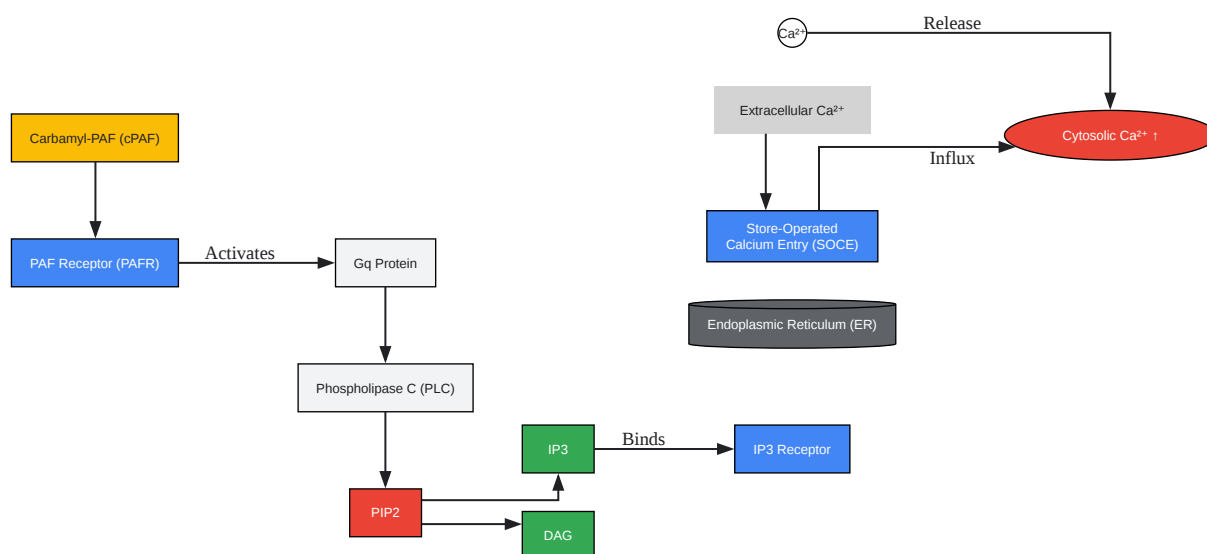 Ca²⁺
Release
Extracellular Ca²⁺
Cytosolic Ca²⁺ ↑
Carbamyl-PAF (cPAF)
Influx
Store-Operated
Calcium Entry (SOCE)
PAF Receptor (PAFR)
Activates
Gq Protein
Endoplasmic Reticulum (ER)
Phospholipase C (PLC)
IP3
Binds
IP3 Receptor
PIP2
DAG